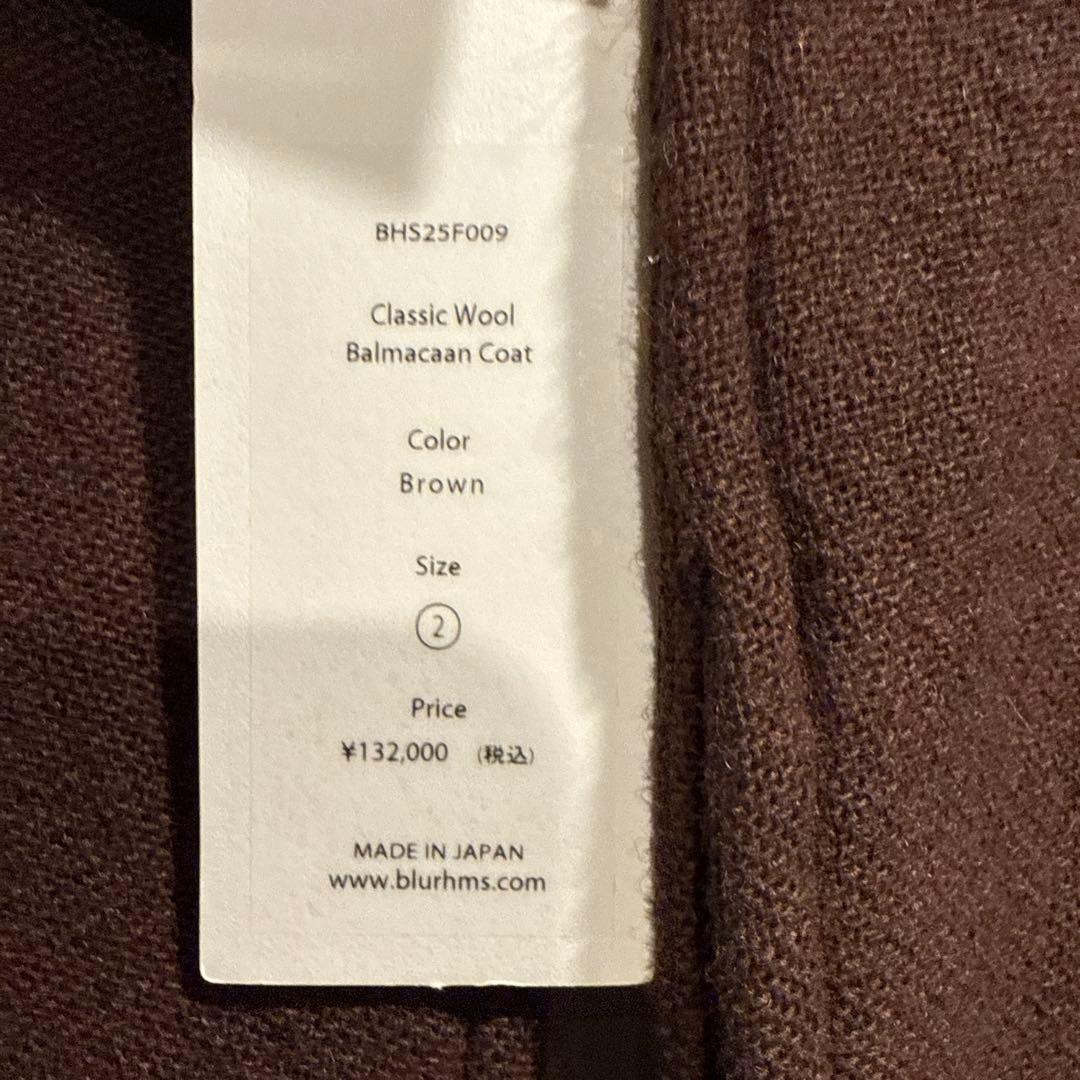 BHS25F009
Classic Wool
Balmacaan Coat
Color
Brown
Size
2
Price
¥132,000 (税込)
MADE IN JAPAN
www.blurhms.com